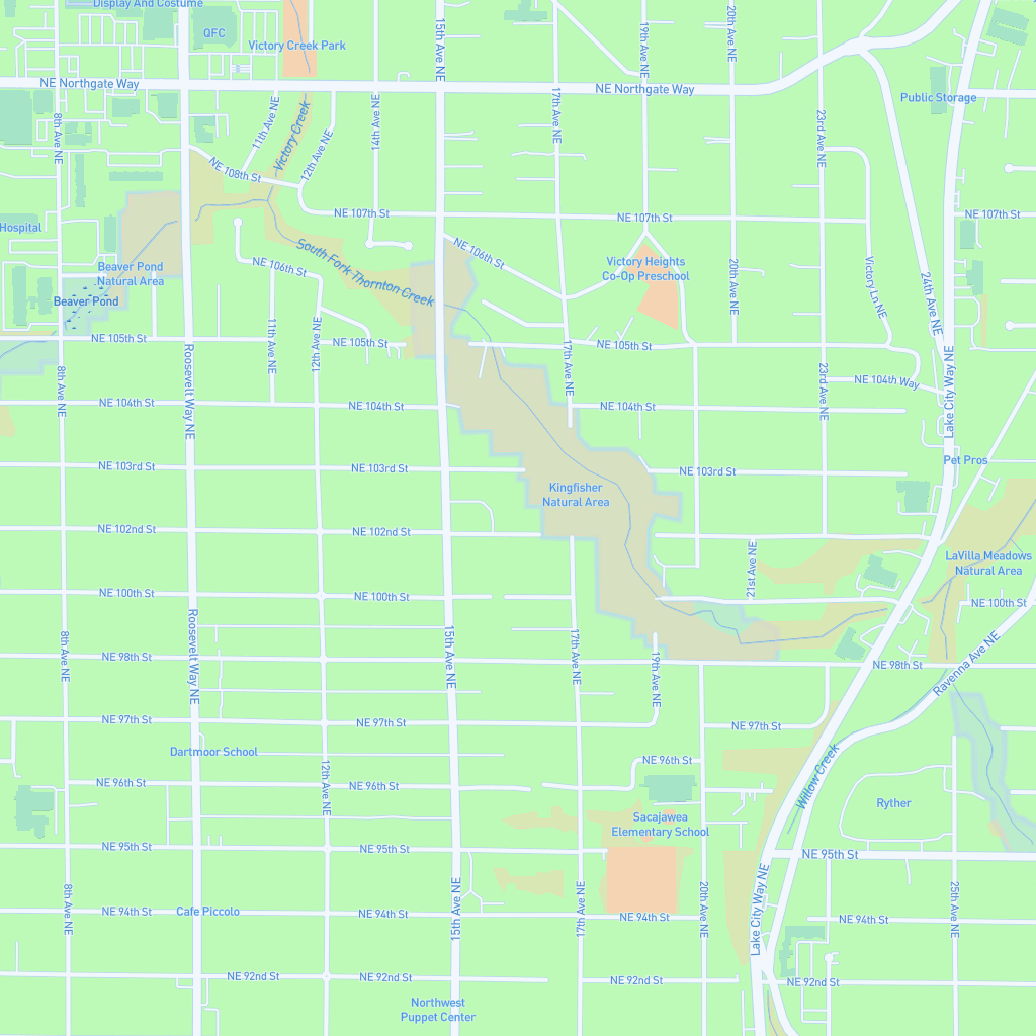 Display And Costume
QFC
Victory Creek Park
15th Ave NE
19th Ave NE
20th Ave NE
NE Northgate Way
NE Northgate Way
Public Storage
8th Ave NE
11th Ave NE
Victory Creek
12th Ave NE
14th Ave NE
17th Ave NE
23rd Ave NE
NE 108th St
NE 107th St
NE 107th St
NE 107th St
Hospital
NE 106th St
South Fork Thornton Creek
NE 106th St
Victory Heights
Co-Op Preschool
20th Ave NE
Victory Ln NE
24th Ave NE
Beaver Pond
Natural Area
Beaver Pond
NE 105th St
NE 105th St
NE 105th St
11th Ave NE
12th Ave NE
17th Ave NE
8th Ave NE
Roosevelt Way NE
23rd Ave NE
NE 104th Way
Lake City Way NE
NE 104th St
NE 104th St
NE 104th St
NE 103rd St
NE 103rd St
NE 103rd St
Pet Pros
Kingfisher
Natural Area
NE 102nd St
NE 102nd St
21st Ave NE
LaVilla Meadows
Natural Area
NE 100th St
NE 100th St
NE 100th St
8th Ave NE
Roosevelt Way NE
15th Ave NE
17th Ave NE
19th Ave NE
NE 98th St
NE 98th St
Ravenna Ave NE
NE 97th St
NE 97th St
NE 97th St
Dartmoor School
12th Ave NE
NE 96th St
NE 96th St
NE 96th St
Willow Creek
Ryther
Sacajawea
Elementary School
NE 95th St
NE 95th St
NE 95th St
8th Ave NE
15th Ave NE
17th Ave NE
20th Ave NE
Lake City Way NE
25th Ave NE
NE 94th St
Cafe Piccolo
NE 94th St
NE 94th St
NE 94th St
NE 92nd St
NE 92nd St
NE 92nd St
NE 92nd St
Northwest
Puppet Center